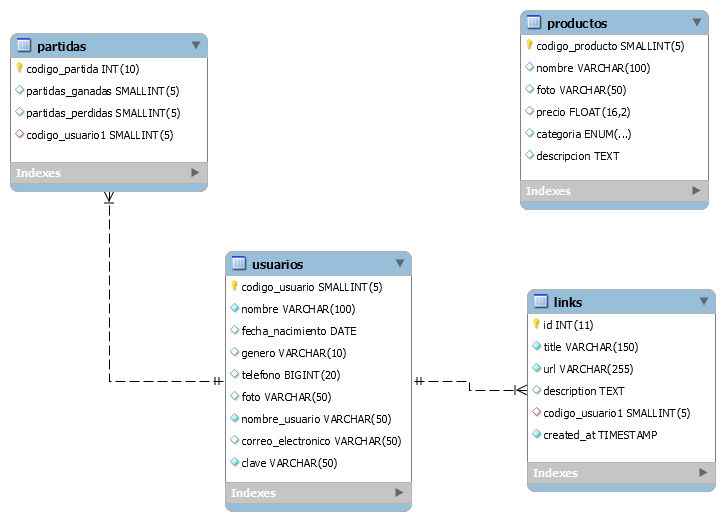 partidas
codigo_partida INT(10)
partidas_ganadas SMALLINT(5)
partidas_perdidas SMALLINT(5)
codigo_usuario1 SMALLINT(5)
Indexes
productos
codigo_producto SMALLINT(5)
nombre VARCHAR(100)
foto VARCHAR(50)
precio FLOAT(16,2)
categoria ENUM(...)
descripcion TEXT
Indexes
usuarios
codigo_usuario SMALLINT(5)
nombre VARCHAR(100)
fecha_nacimiento DATE
genero VARCHAR(10)
telefono BIGINT(20)
foto VARCHAR(50)
nombre_usuario VARCHAR(50)
correo_electronico VARCHAR(50)
clave VARCHAR(50)
Indexes
links
id INT(11)
title VARCHAR(150)
url VARCHAR(255)
description TEXT
codigo_usuario1 SMALLINT(5)
created_at TIMESTAMP
Indexes